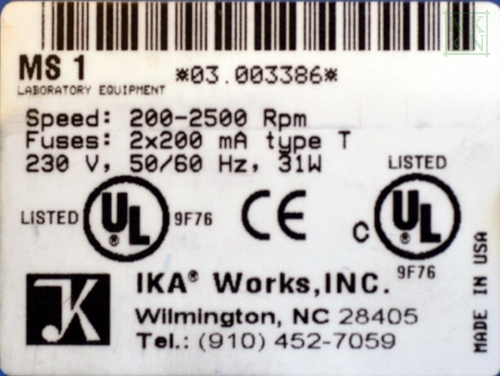 MS 1 *03.003386*
LABORATORY EQUIPMENT
Speed: 200-2500 Rpm
Fuses: 2x200 mA type T
230 V, 50/60 Hz, 31W
LISTED
LISTED UL® 9F76 CE C UL®
9F76
IKA® Works,INC.
Wilmington, NC 28405
Tel.: (910) 452-7059
MADE IN USA